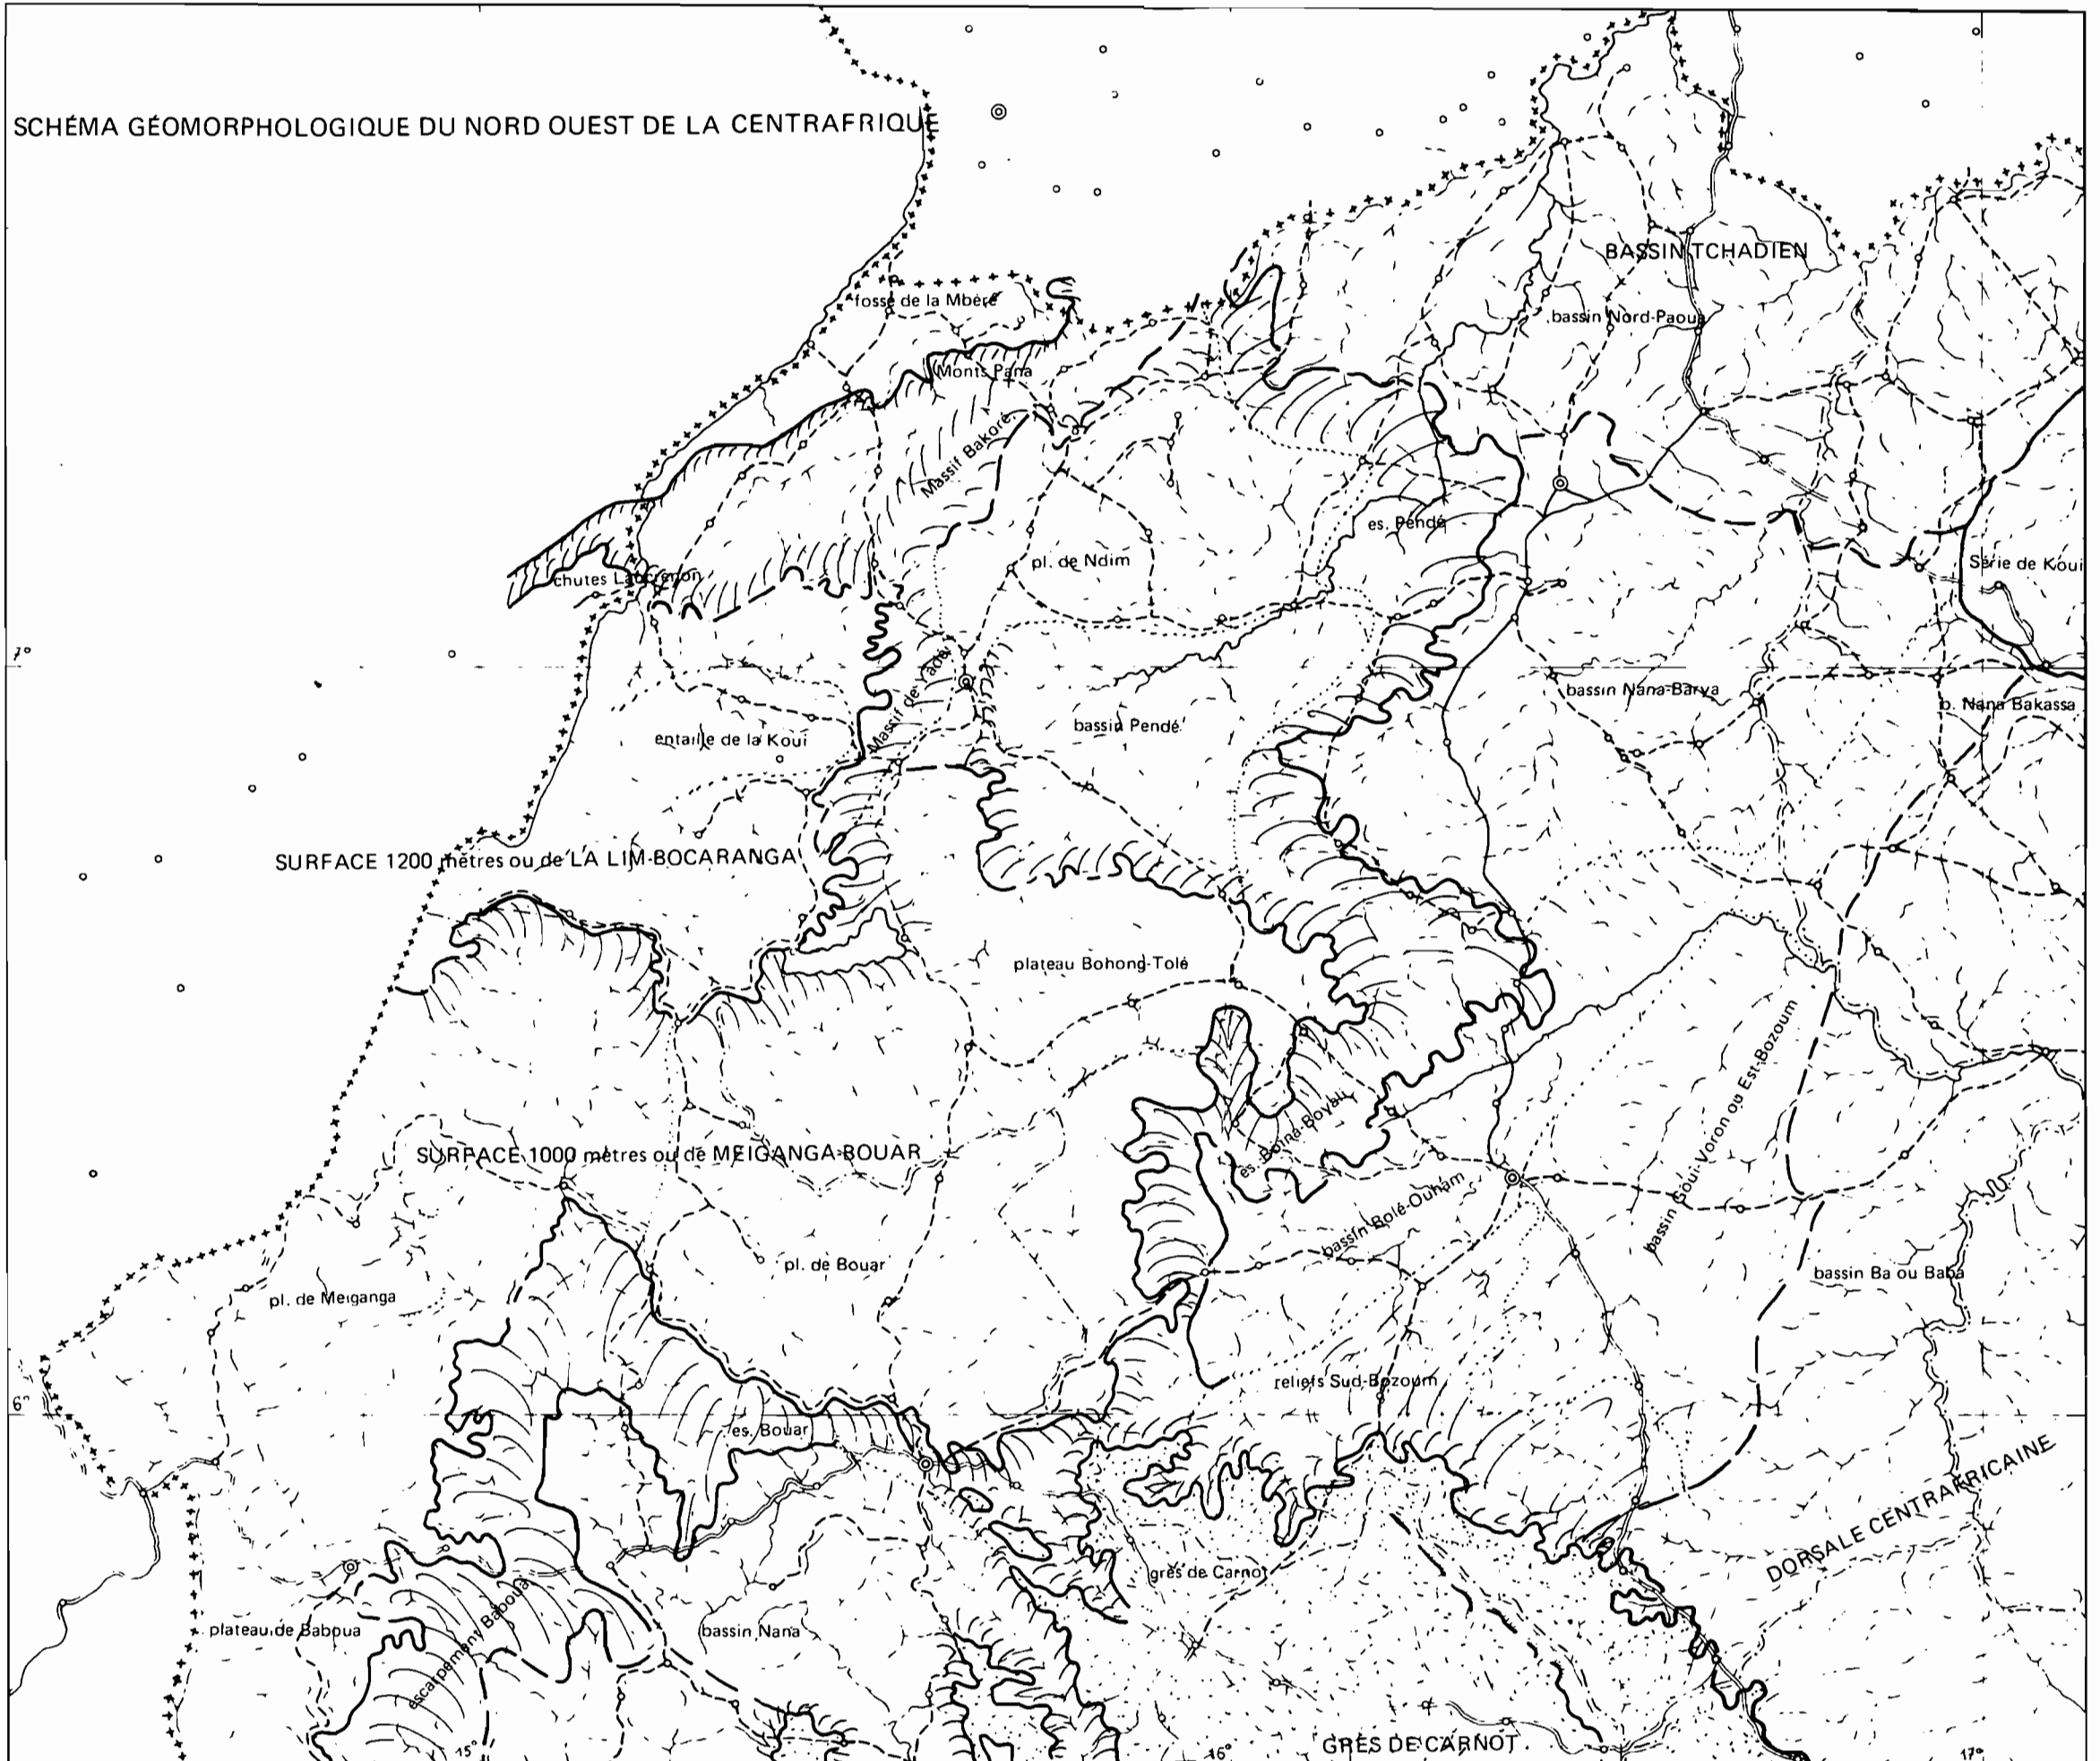 SCHÉMA GÉOMORPHOLOGIQUE DU NORD OUEST DE LA CENTRAFRIQUE
BASSIN TCHADIEN
fossé de la Mbéré
bassin Nord-Paoua
Monts Pana
Massif Bakoré
es. Pendé
pl. de Ndim
Série de Koui
chutes Lancrenon
7°
Massif de Yadé
bassin Nana-Barya
b. Nana Bakassa
bassin Pendé
entaille de la Koui
SURFACE 1200 mètres ou de LA LIM-BOCARANGA
plateau Bohong-Tolé
bassin Goui-Voron ou Est-Bozoum
es. Boina-Boyali
SURFACE 1000 mètres ou de MEIGANGA-BOUAR
bassin Bolé-Ouham
pl. de Bouar
bassin Ba ou Baba
pl. de Meiganga
reliefs Sud-Bozoum
6°
es. Bouar
DORSALE CENTRAFRICAINE
grès de Carnot
plateau de Baboua
escarpement Baboua
bassin Nana
GRÈS DE CARNOT
15°
16°
17°